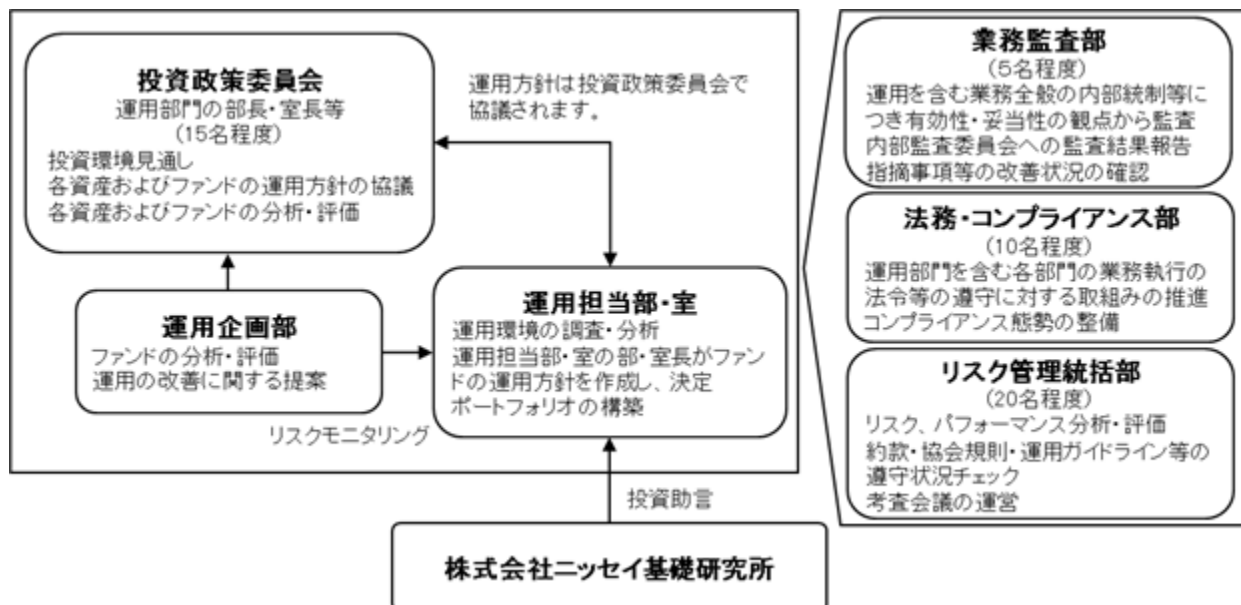 投資政策委員会
運用部門の部長・室長等
(15名程度)
投資環境見通し
各資産およびファンドの運用方針の協議
各資産およびファンドの分析・評価
運用方針は投資政策委員会で
協議されます。
運用企画部
ファンドの分析・評価
運用の改善に関する提案
リスクモニタリング
運用担当部・室
運用環境の調査・分析
運用担当部・室の部・室長がファン
ドの運用方針を作成し、決定
ポートフォリオの構築
投資助言
株式会社ニッセイ基礎研究所
業務監査部
(5名程度)
運用を含む業務全般の内部統制等に
つき有効性・妥当性の観点から監査
内部監査委員会への監査結果報告
指摘事項等の改善状況の確認
法務・コンプライアンス部
(10名程度)
運用部門を含む各部門の業務執行の
法令等の遵守に対する取組みの推進
コンプライアンス態勢の整備
リスク管理統括部
(20名程度)
リスク、パフォーマンス分析・評価
約款・協会規則・運用ガイドライン等の
遵守状況チェック
考査会議の運営